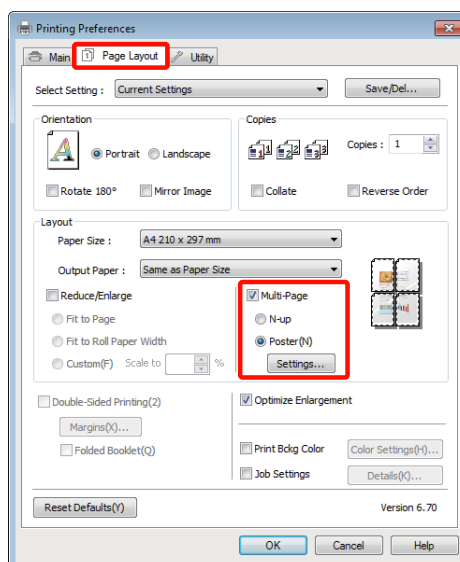 Printing Preferences
Main Page Layout Utility
Select Setting : Current Settings Save/Del...
Orientation Copies
Portrait Landscape Copies : 1
Rotate 180° Mirror Image Collate Reverse Order
Layout
Paper Size : A4 210 x 297 mm
Output Paper : Same as Paper Size
Reduce/Enlarge Multi-Page
Fit to Page N-up
Fit to Roll Paper Width Poster(N)
Custom(F) Scale to % Settings...
Double-Sided Printing(2) Optimize Enlargement
Margins(X)...
Folded Booklet(Q) Print Bckg Color Color Settings(H)...
Job Settings Details(K)...
Reset Defaults(Y) Version 6.70
OK Cancel Help